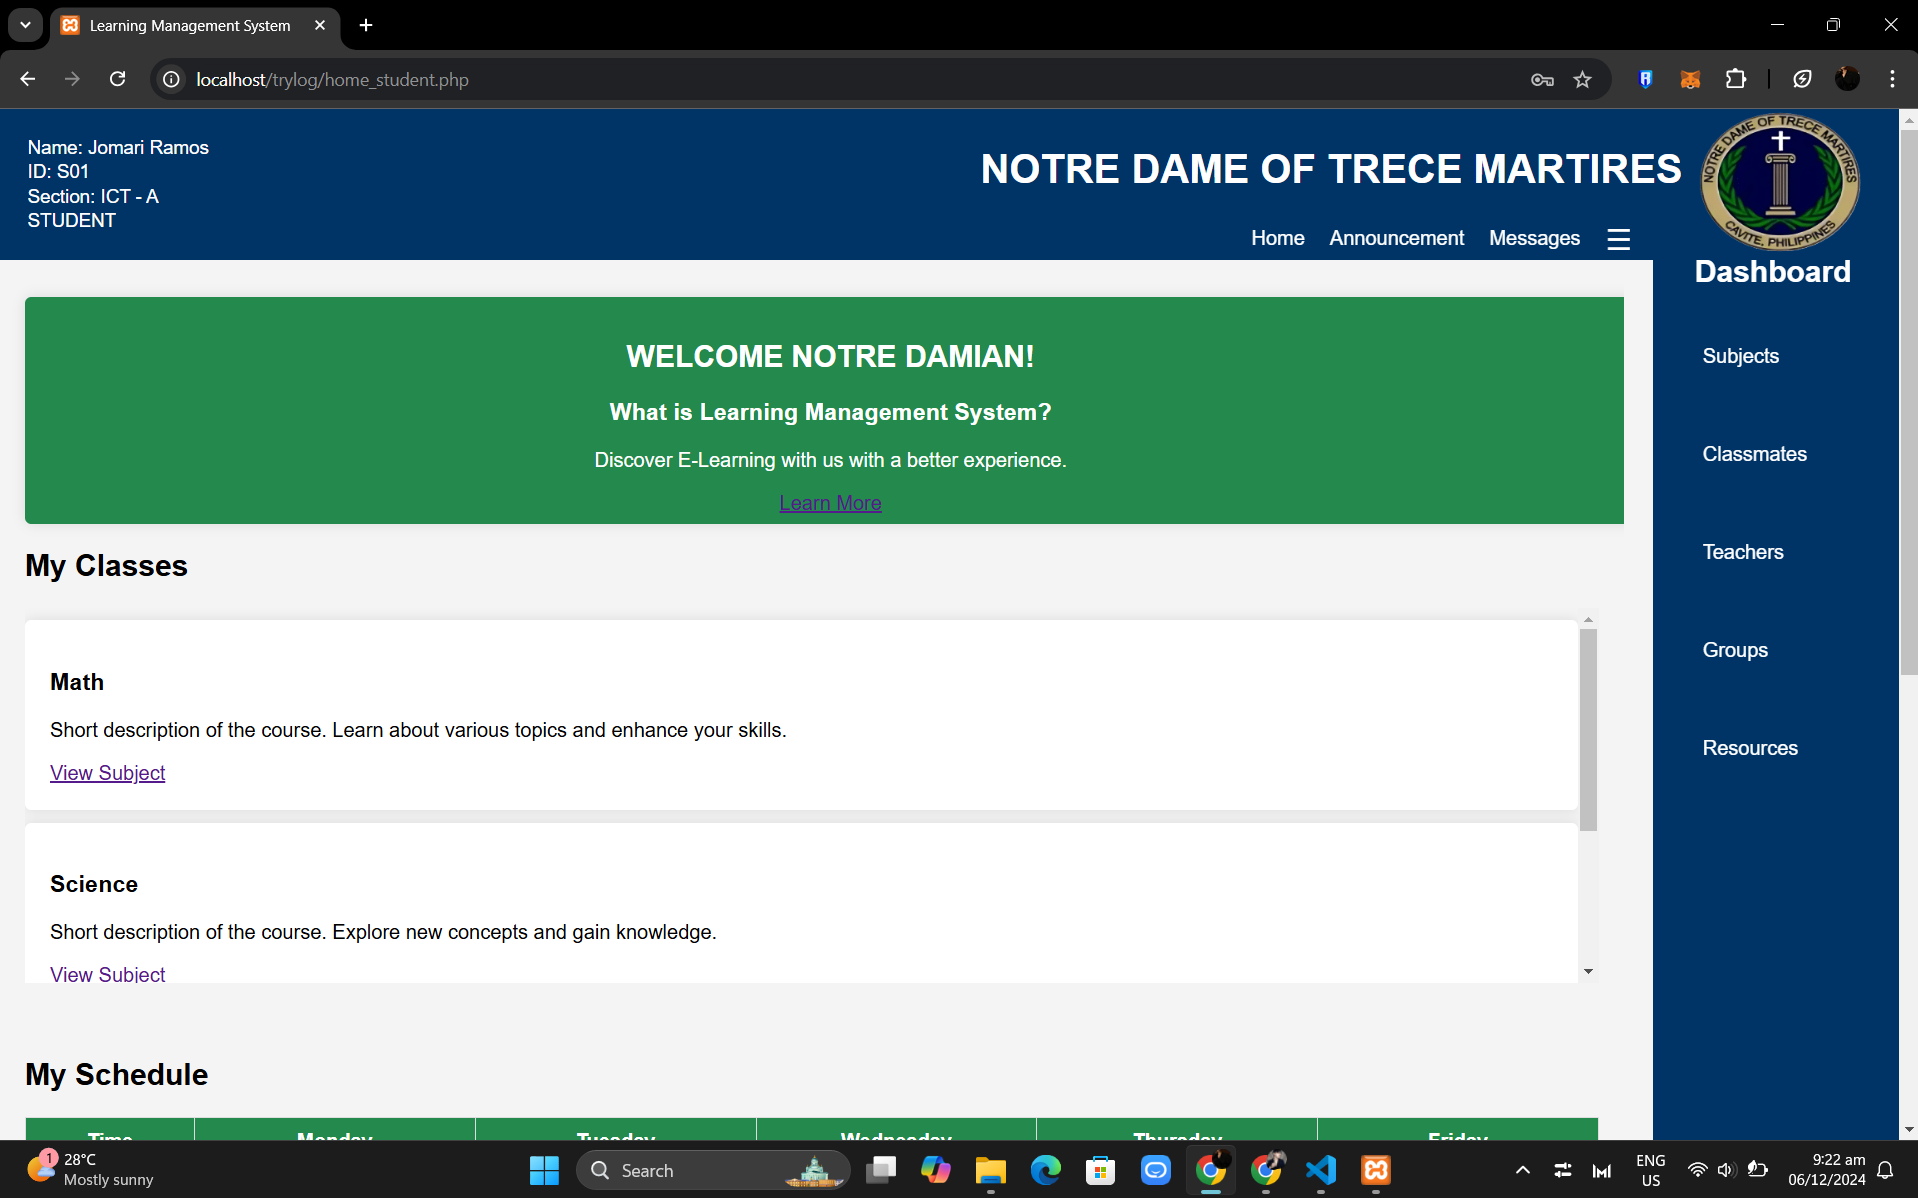 Learning Management System
localhost/trylog/home_student.php
Name: Jomari Ramos
ID: S01
Section: ICT - A
STUDENT
NOTRE DAME OF TRECE MARTIRES
NOTRE DAME OF TRECE MARTIRES
CAVITE, PHILIPPINES
Home Announcement Messages
Dashboard
Subjects
Classmates
Teachers
Groups
Resources
WELCOME NOTRE DAMIAN!
What is Learning Management System?
Discover E-Learning with us with a better experience.
Learn More
My Classes
Math
Short description of the course. Learn about various topics and enhance your skills.
View Subject
Science
Short description of the course. Explore new concepts and gain knowledge.
View Subject
My Schedule
Time Monday Tuesday Wednesday Thursday Friday
1
28°C
Mostly sunny
Search
ENG
US
9:22 am
06/12/2024